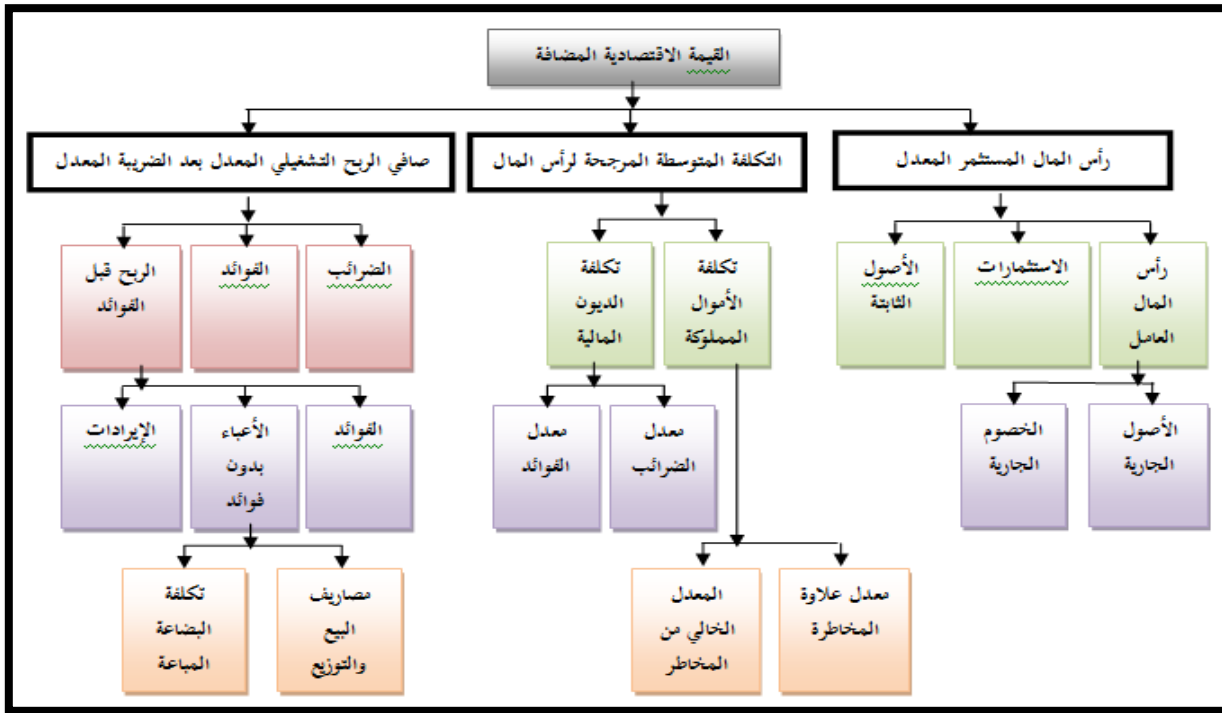 القيمة الاقتصادية المضافة
رأس المال المستثمر المعدل
التكلفة المتوسطة المرجحة لرأس المال
صافي الربح التشغيلي المعدل بعد الضريبة المعدل
رأس
المال
العامل
الاستثمارات
الأصول
الثابتة
تكلفة
الأموال
المملوكة
تكلفة
الديون
المالية
الضرائب
الفوائد
الربح قبل
الفوائد
الأصول
الجارية
الخصوم
الجارية
معدل
الضرائب
معدل
الفوائد
الفوائد
الأعباء
بدون
فوائد
الإيرادات
معدل علاوة
المخاطرة
المعدل
الخالي من
المخاطر
مصاريف
البيع
والتوزيع
تكلفة
البضاعة
المباعة